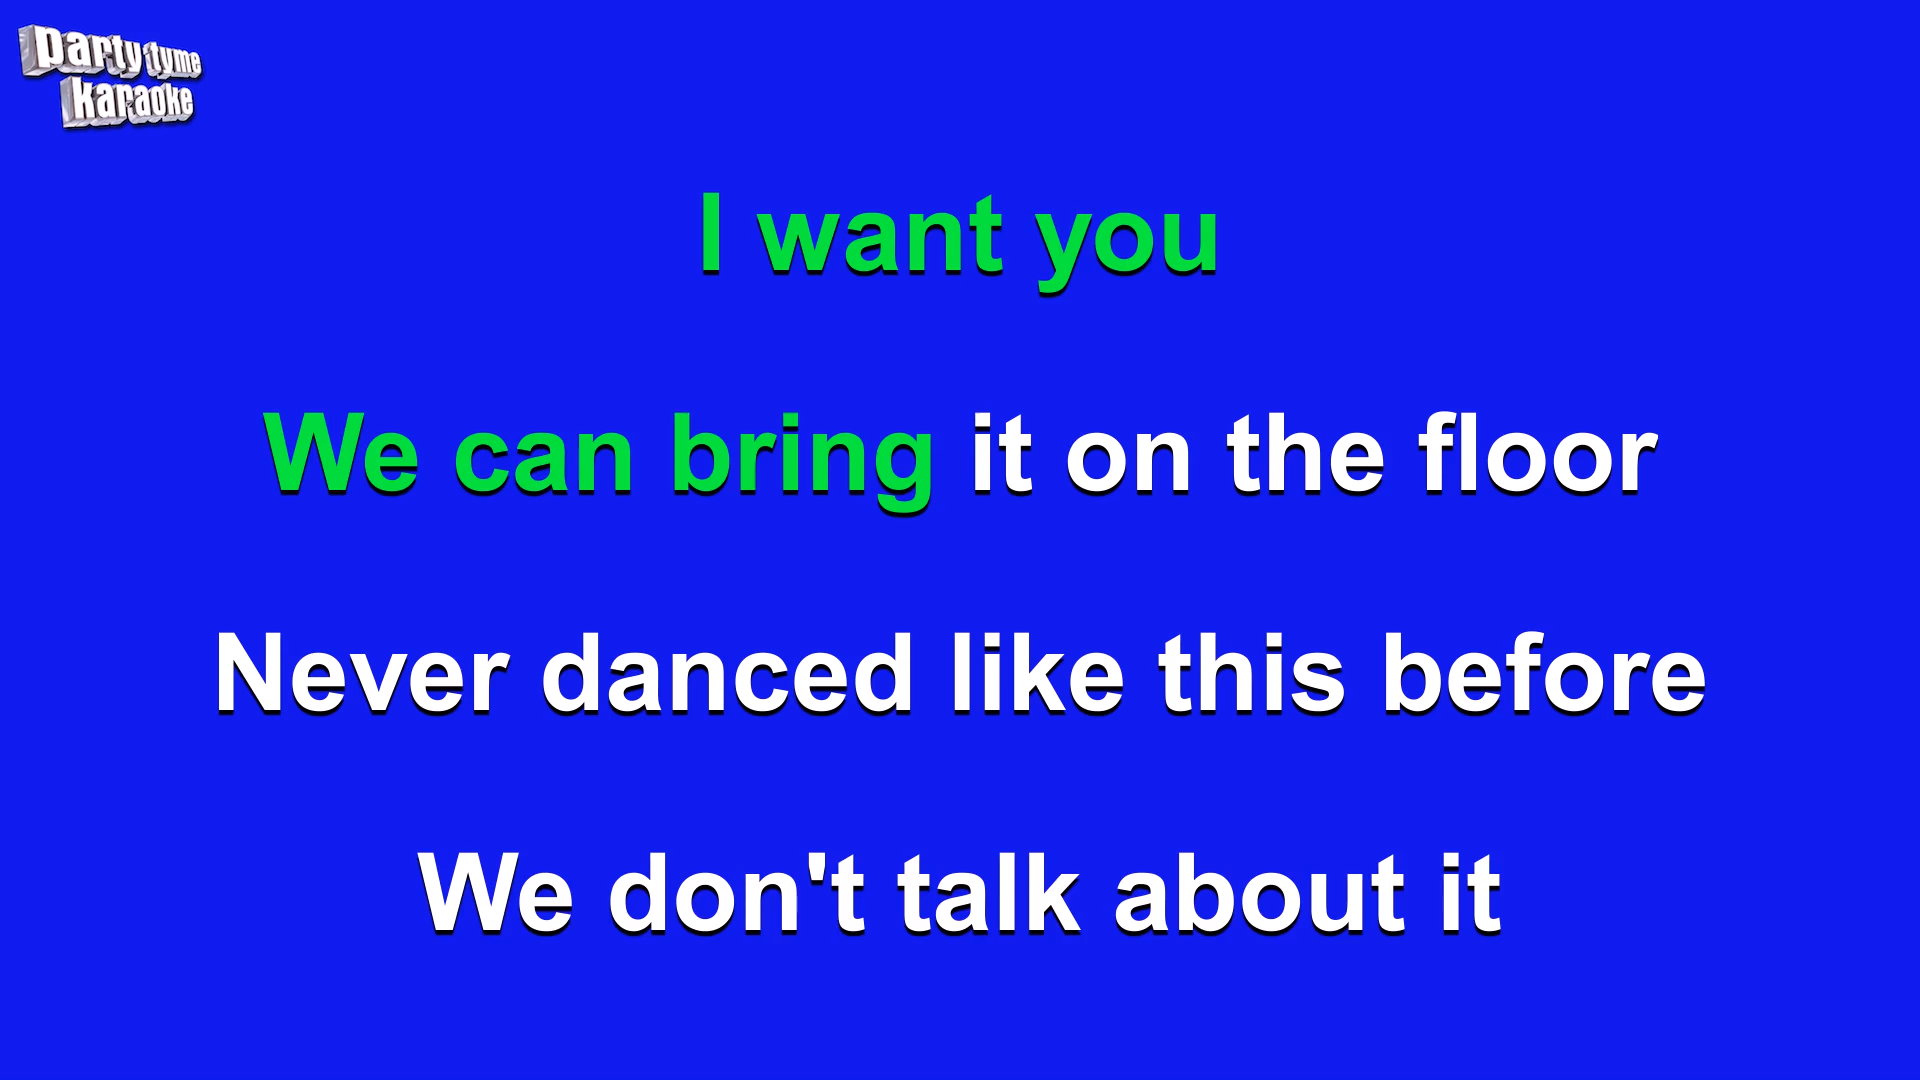 party tyme
karaoke
I want you
We can bring it on the floor
Never danced like this before
We don't talk about it